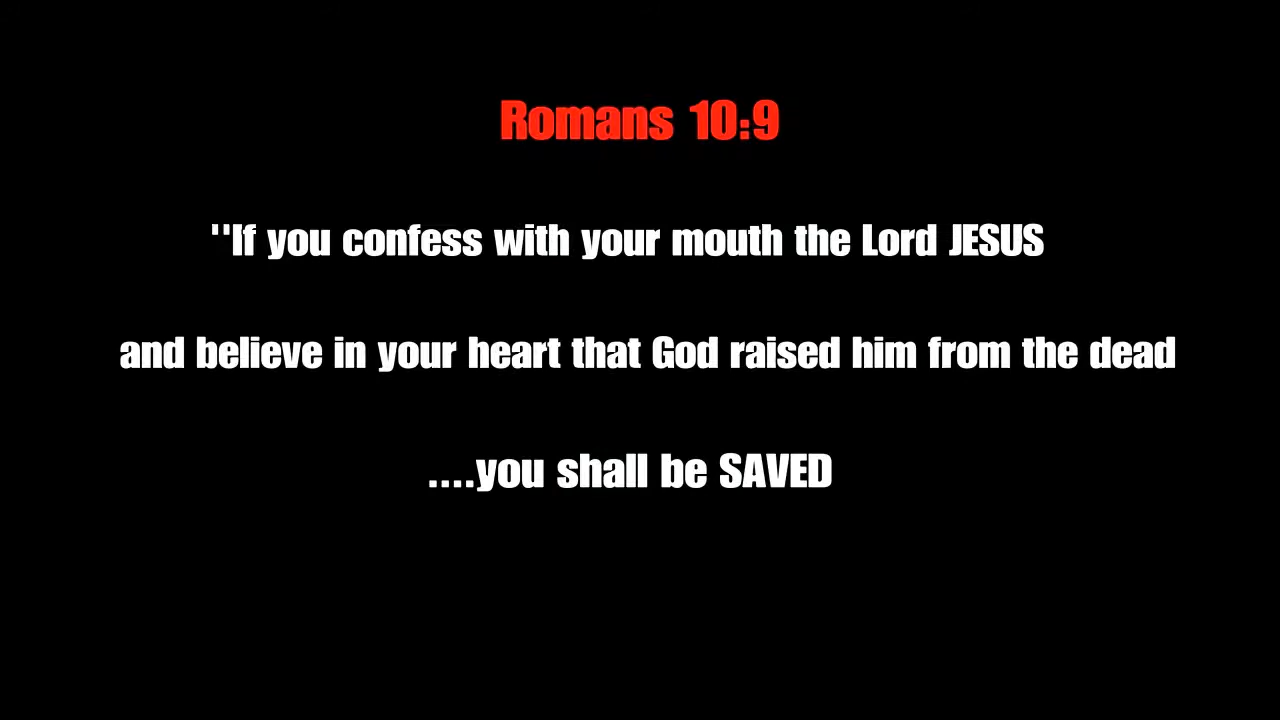 Romans 10:9
''If you confess with your mouth the Lord JESUS
and believe in your heart that God raised him from the dead
....you shall be SAVED